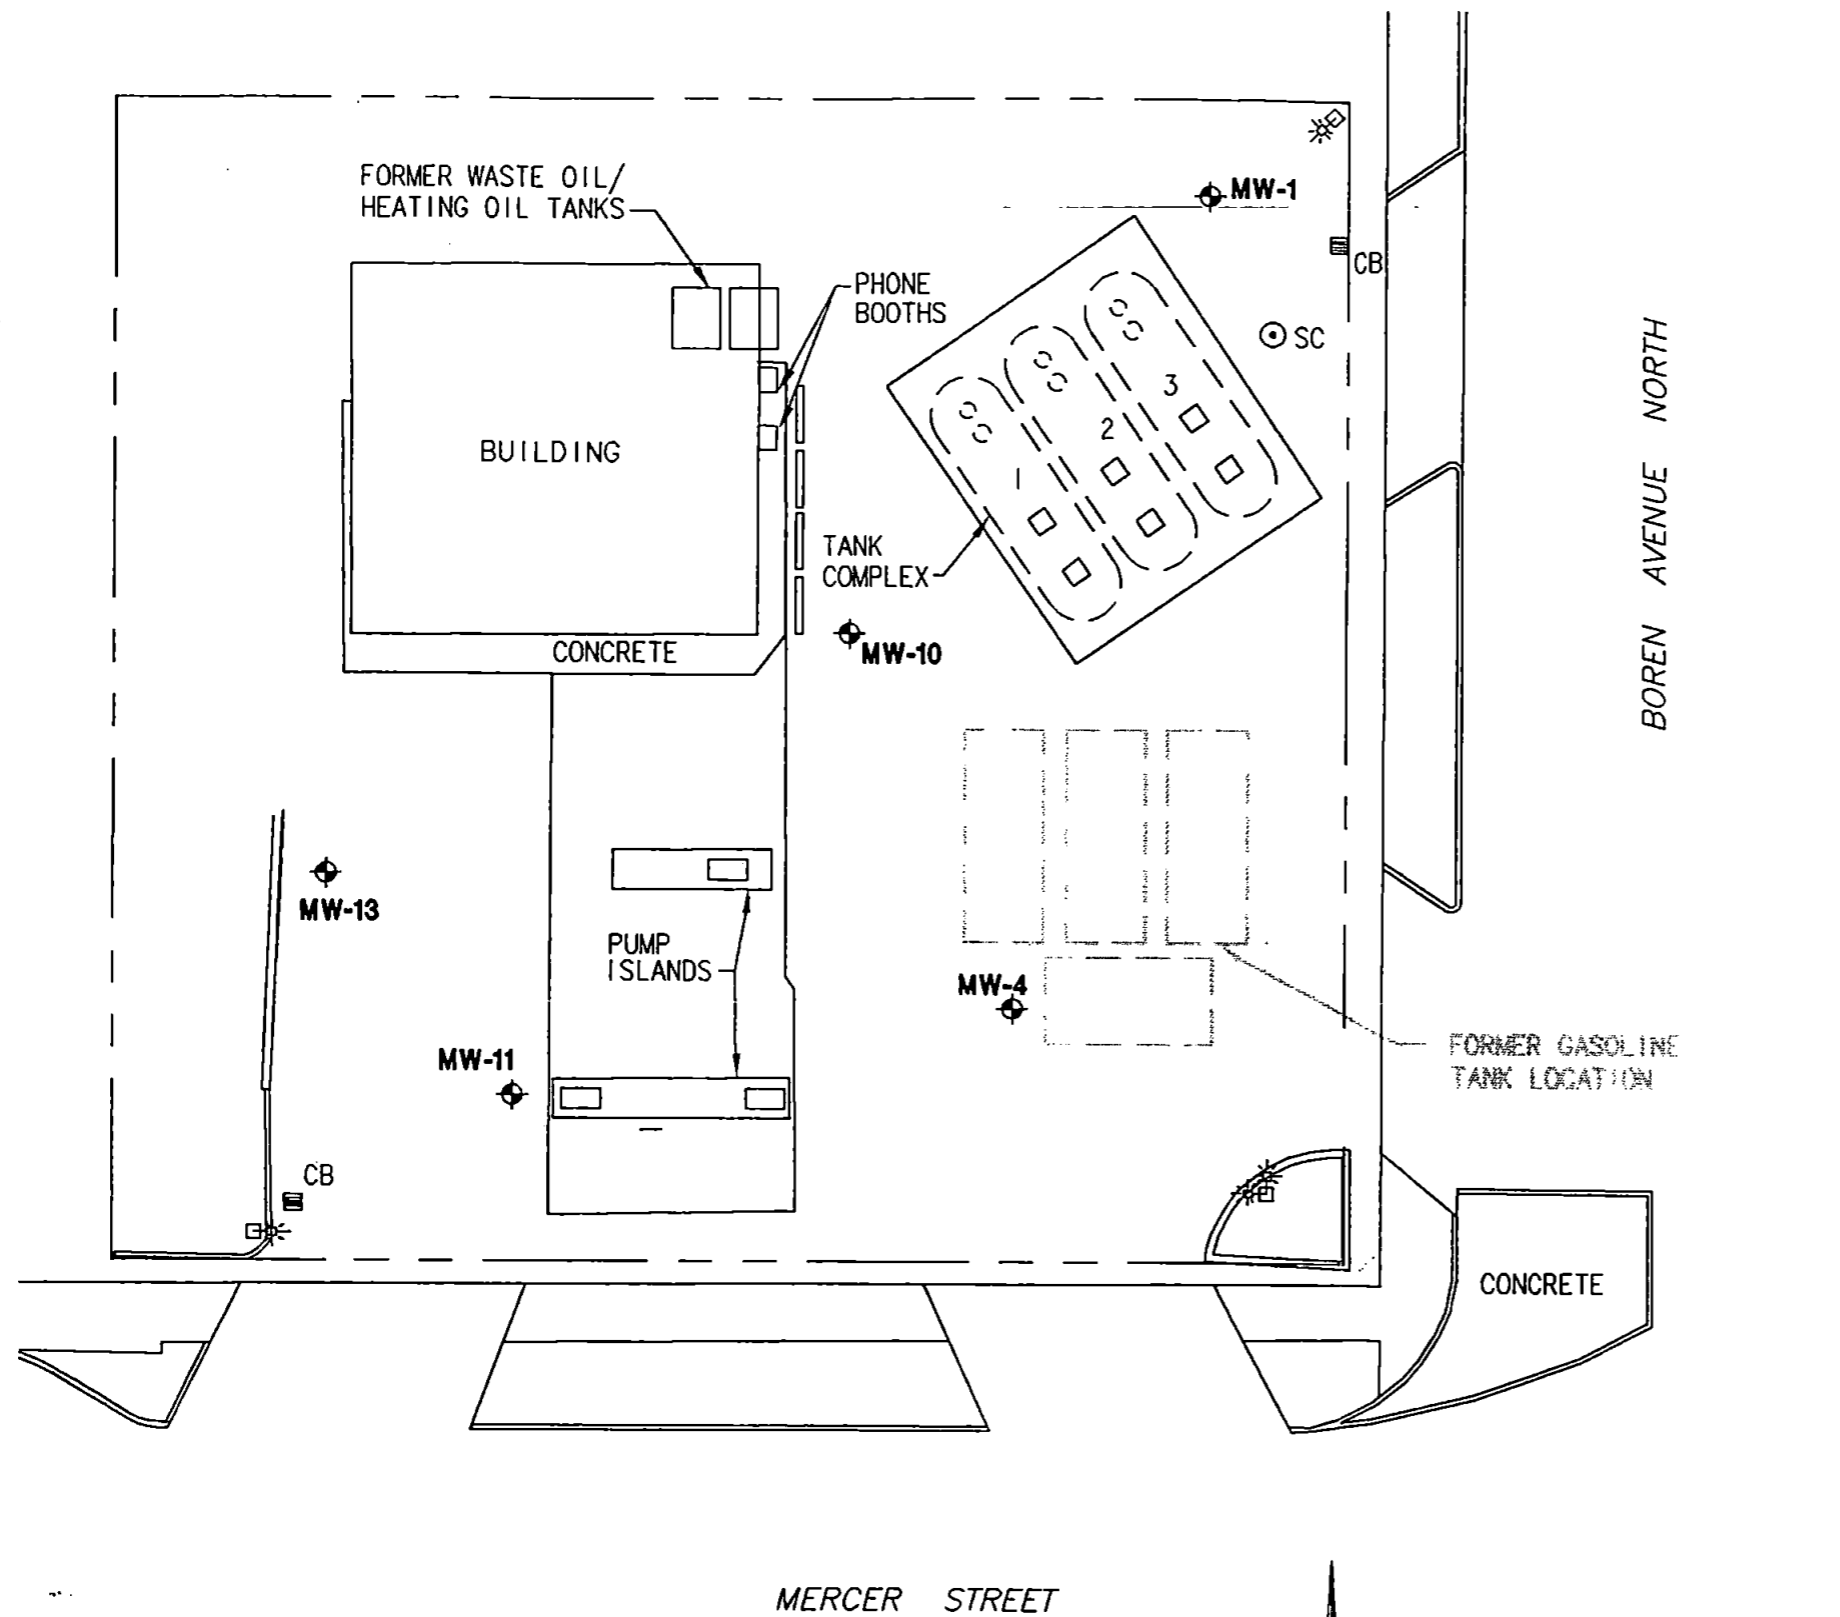 FORMER WASTE OIL/
HEATING OIL TANKS
MW-1
CB
PHONE
BOOTHS
SC
3
2
1
BUILDING
TANK
COMPLEX
CONCRETE
MW-10
BOREN AVENUE NORTH
MW-13
PUMP
ISLANDS
MW-4
MW-11
FORMER GASOLINE
TANK LOCATION
CB
CONCRETE
MERCER STREET